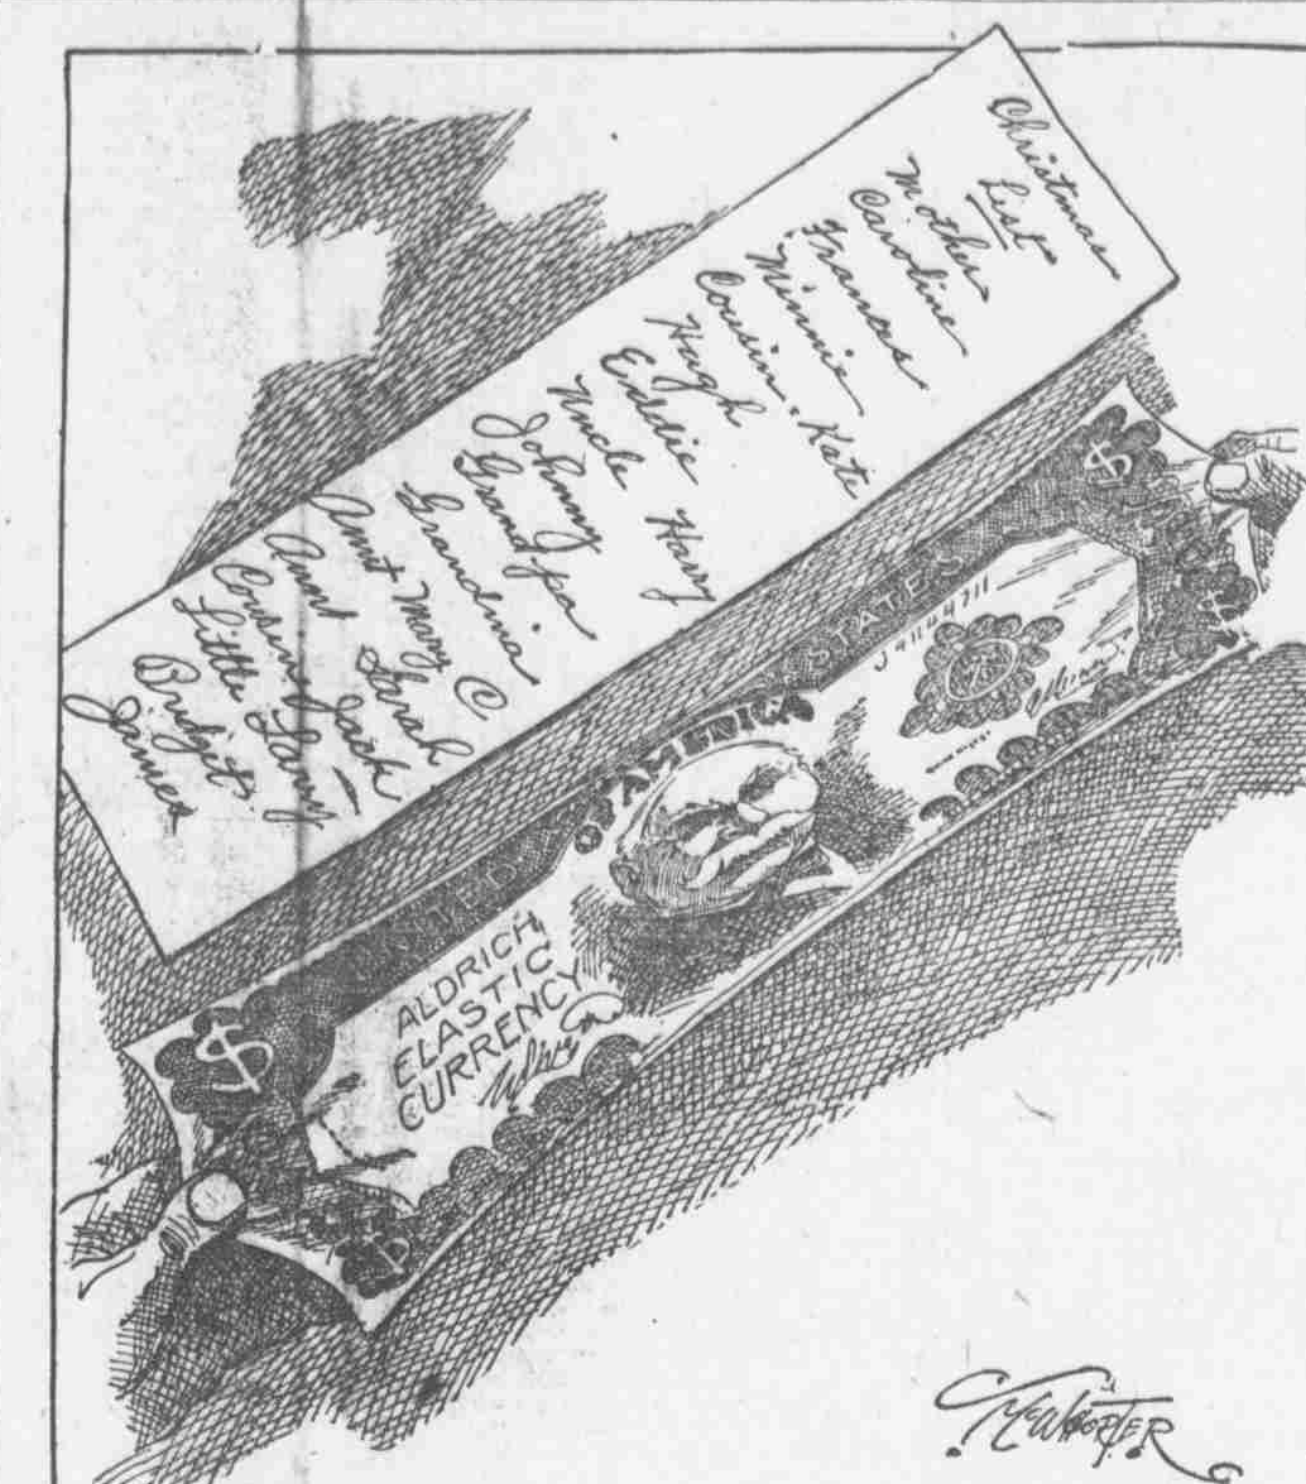 Christmas
List
Mother
Caroline
Frances
Minnie
Cousin Kate
Hugh
Eddie
Uncle Harry
Johnny
Grandpa
Grandma
Aunt Mary C
Aunt Sarah
Cousin Jack
Little Fanny
Bridget
James
UNITED STATES
OF AMERICA
$
$
ALDRICH
ELASTIC
CURRENCY
$
McWHORTER